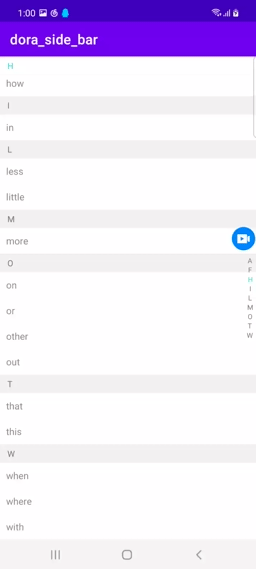 1:00
dora_side_bar
H
how
I
in
L
less
little
M
more
O
on
or
other
out
T
that
this
W
when
where
with
A
F
H
I
L
M
O
T
W